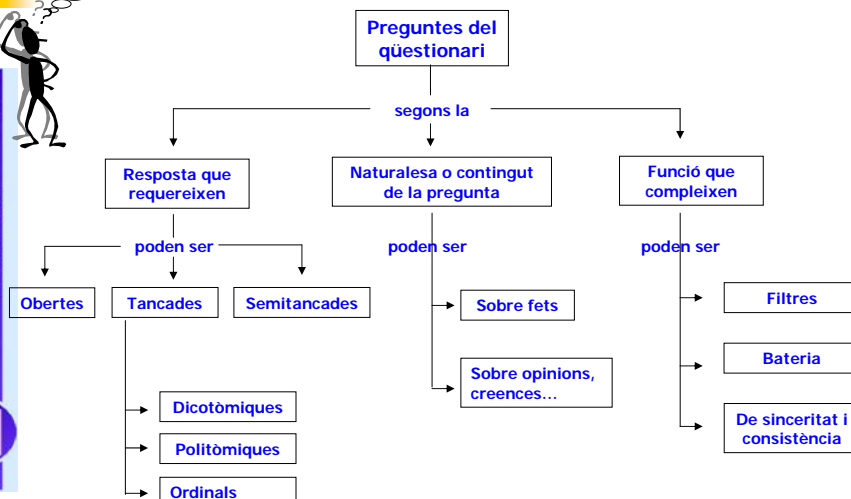 Preguntes del
qüestionari
segons la
Resposta que
requereixen
Naturalesa o contingut
de la pregunta
Funció que
compleixen
poden ser
poden ser
poden ser
Obertes
Tancades
Semitancades
Sobre fets
Filtres
Sobre opinions,
creences...
Bateria
Dicotòmiques
De sinceritat i
consistència
Politòmiques
Ordinals